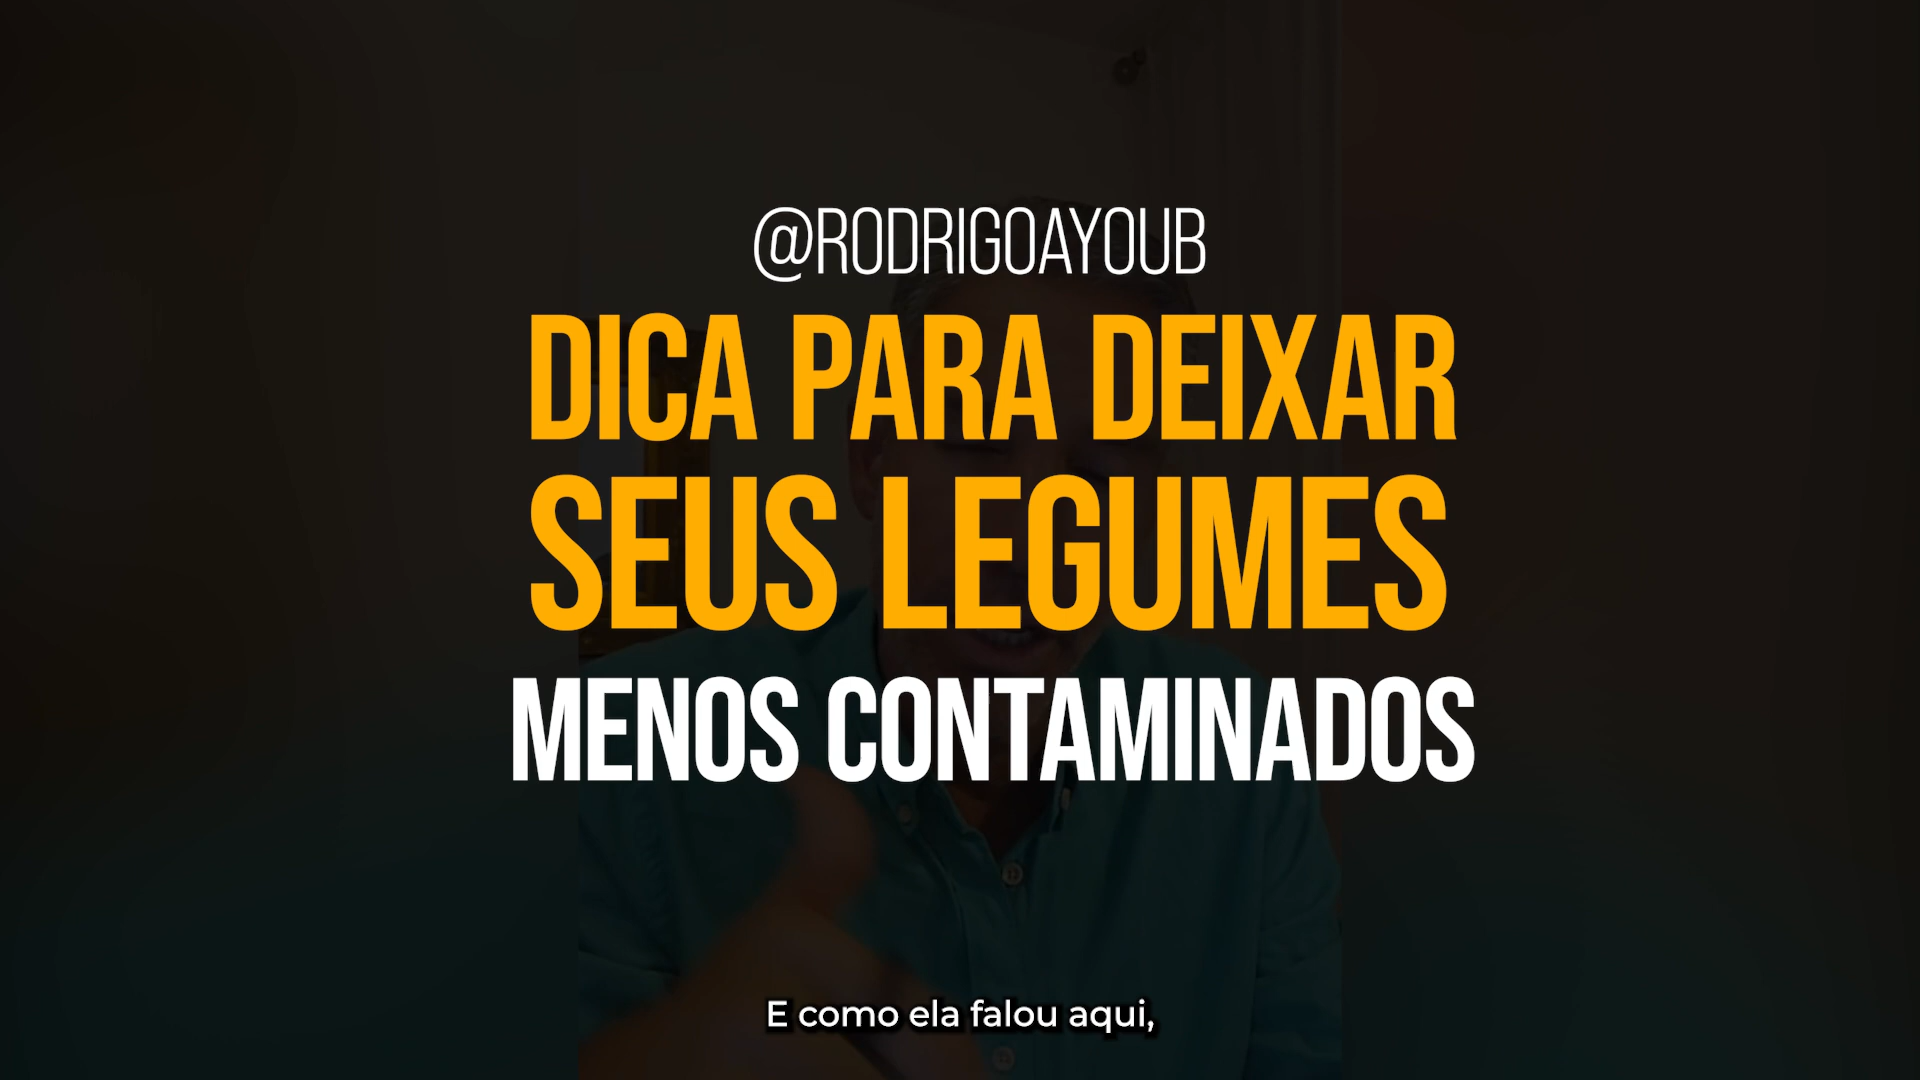 @RODRIGOAYOUB
DICA PARA DEIXAR
SEUS LEGUMES
MENOS CONTAMINADOS
E como ela falou aqui,